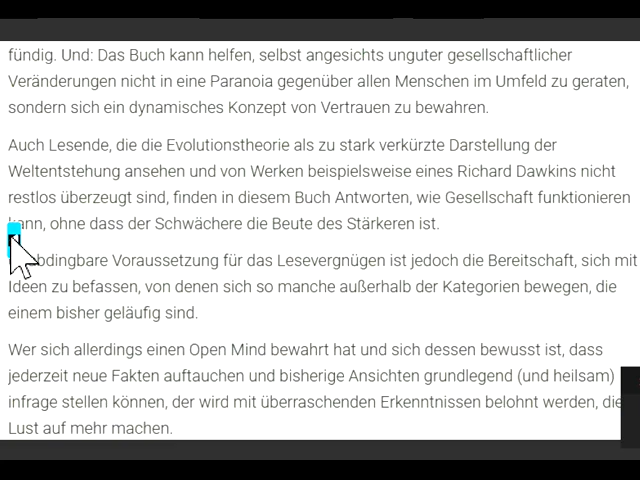 fündig. Und: Das Buch kann helfen, selbst angesichts unguter gesellschaftlicher
Veränderungen nicht in eine Paranoia gegenüber allen Menschen im Umfeld zu geraten,
sondern sich ein dynamisches Konzept von Vertrauen zu bewahren.
Auch Lesende, die die Evolutionstheorie als zu stark verkürzte Darstellung der
Weltentstehung ansehen und von Werken beispielsweise eines Richard Dawkins nicht
restlos überzeugt sind, finden in diesem Buch Antworten, wie Gesellschaft funktionieren
kann, ohne dass der Schwächere die Beute des Stärkeren ist.
Voraussetzung für das Lesevergnügen ist jedoch die Bereitschaft, sich mit
Ideen zu befassen, von denen sich so manche außerhalb der Kategorien bewegen, die
einem bisher geläufig sind.
Wer sich allerdings einen Open Mind bewahrt hat und sich dessen bewusst ist, dass
jederzeit neue Fakten auftauchen und bisherige Ansichten grundlegend (und heilsam)
infrage stellen können, der wird mit überraschenden Erkenntnissen belohnt werden, die
Lust auf mehr machen.